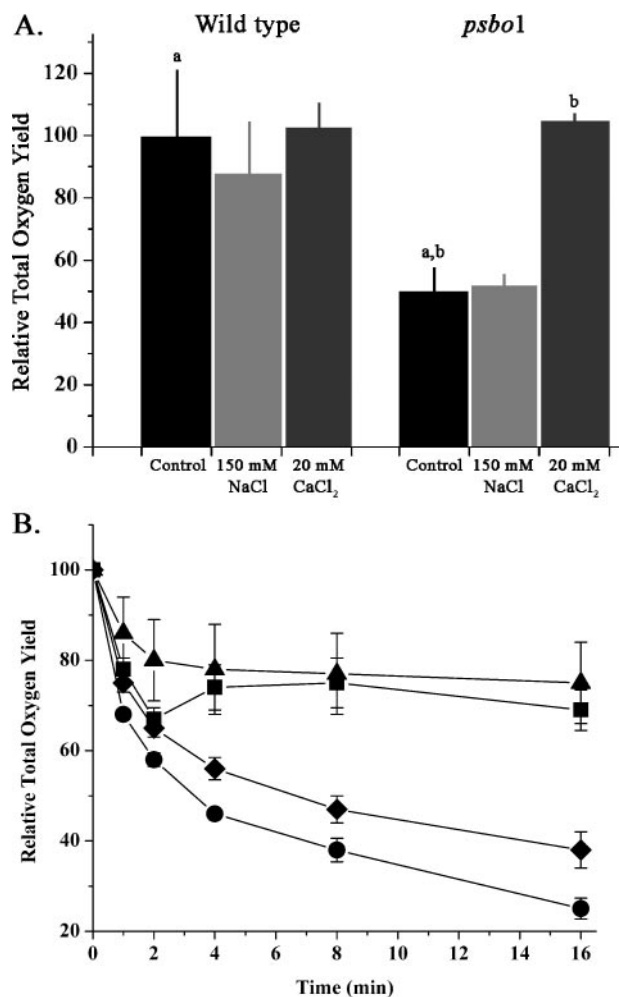 A.
Wild type psbo1
Relative Total Oxygen Yield
120
100
80
60
40
20
0
a
a,b
b
Control 150 mM NaCl 20 mM CaCl₂ Control 150 mM NaCl 20 mM CaCl₂
B.
Relative Total Oxygen Yield
100
80
60
40
20
0 2 4 6 8 10 12 14 16
Time (min)